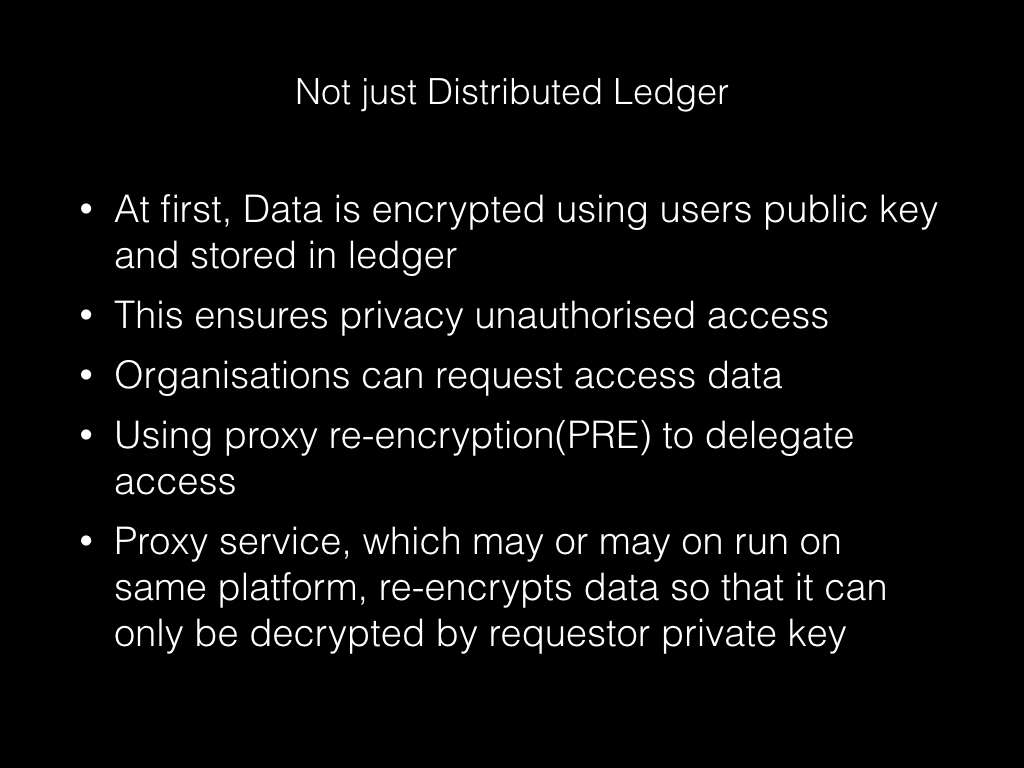 Not just Distributed Ledger
• At first, Data is encrypted using users public key
and stored in ledger
• This ensures privacy unauthorised access
• Organisations can request access data
• Using proxy re-encryption(PRE) to delegate
access
• Proxy service, which may or may on run on
same platform, re-encrypts data so that it can
only be decrypted by requestor private key